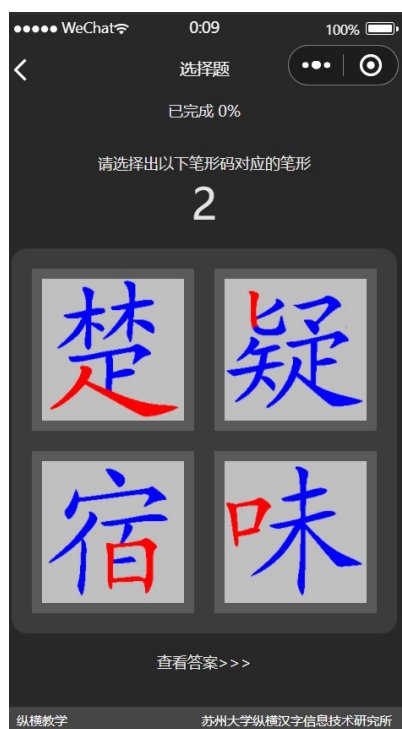 WeChat 0:09 100%
选择题
已完成 0%
请选择出以下笔形码对应的笔形
2
楚 疑
宿 味
查看答案>>>
纵横教学 苏州大学纵横汉字信息技术研究所